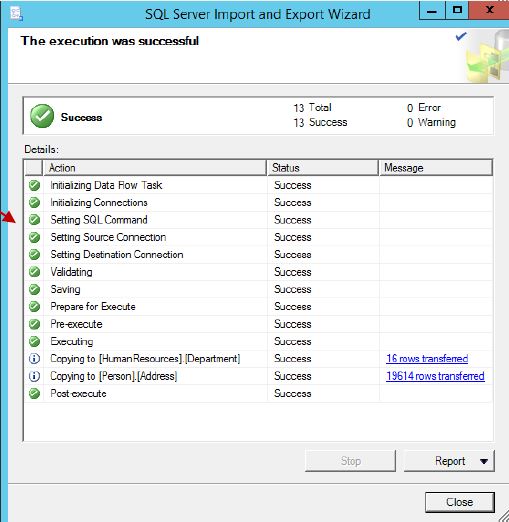 SQL Server Import and Export Wizard
The execution was successful
Success 13 Total 0 Error
13 Success 0 Warning
Details:
Action Status Message
Initializing Data Flow Task Success
Initializing Connections Success
Setting SQL Command Success
Setting Source Connection Success
Setting Destination Connection Success
Validating Success
Saving Success
Prepare for Execute Success
Pre-execute Success
Executing Success
Copying to [HumanResources].[Department] Success 16 rows transferred
Copying to [Person].[Address] Success 19614 rows transferred
Post-execute Success
Stop Report
Close